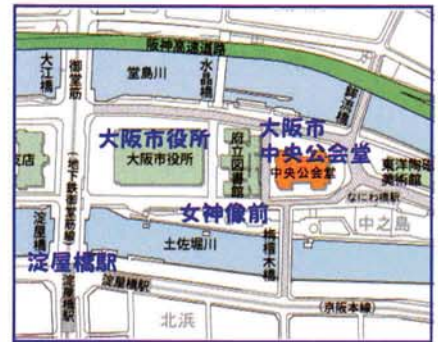 阪神高速道路
大江橋
御堂筋
堂島川
水晶橋
鉾流橋
大阪市役所
大阪市役所
府立図書館
大阪市
中央公会堂
中央公会堂
東洋陶磁
美術館
なにわ橋駅
中之島
(地下鉄御堂筋線)
淀屋橋
淀屋橋駅
淀屋橋駅
女神像前
土佐堀川
栴檀木橋
淀屋橋駅
(京阪本線)
北浜